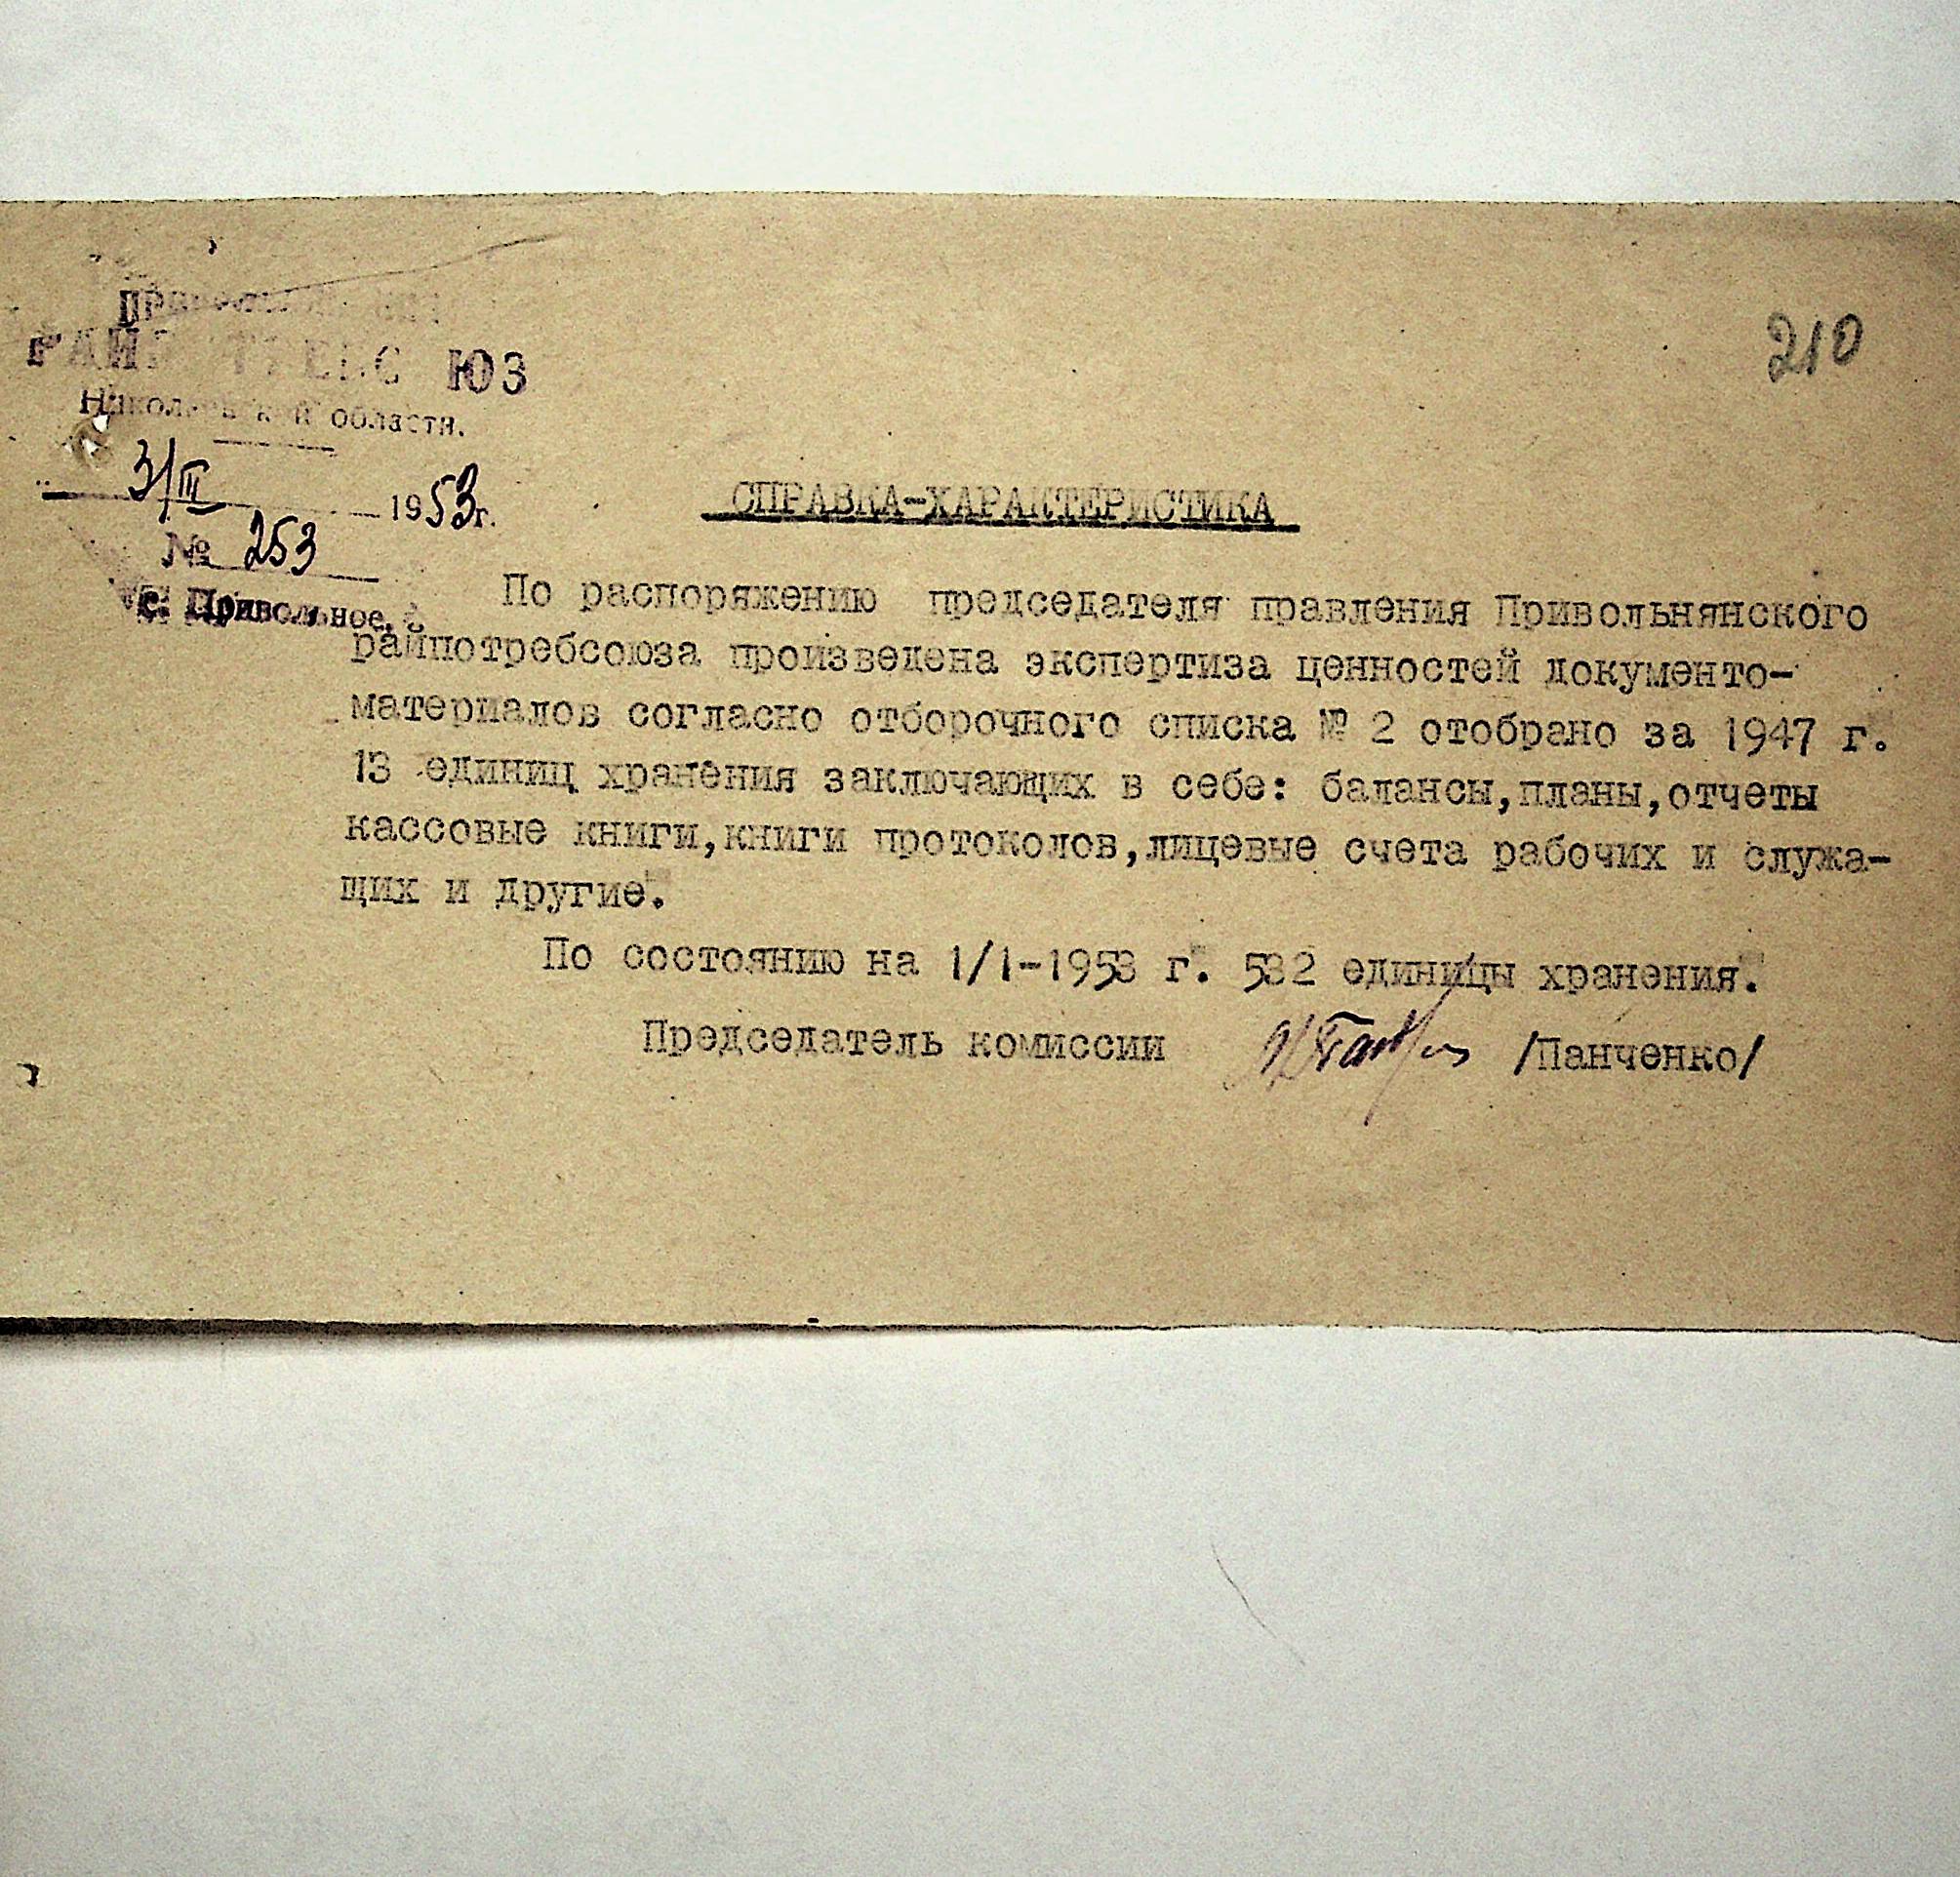 210
РАЙПОТРЕБСОЮЗ
Николаевской области.
3/III 1953г.
№ 253
с. Привольное,
СПРАВКА-ХАРАКТЕРИСТИКА
По распоряжению председателя правления Привольнянского
райпотребсоюза произведена экспертиза ценностей документо-
материалов согласно отборочного списка № 2 отобрано за 1947 г.
13 единиц хранения заключающих в себе: балансы,планы,отчеты
кассовые книги,книги протоколов,лицевые счета рабочих и служа-
щих и другие.
По состоянию на 1/1-1953 г. 532 единицы хранения.
Председатель комиссии /Панченко/